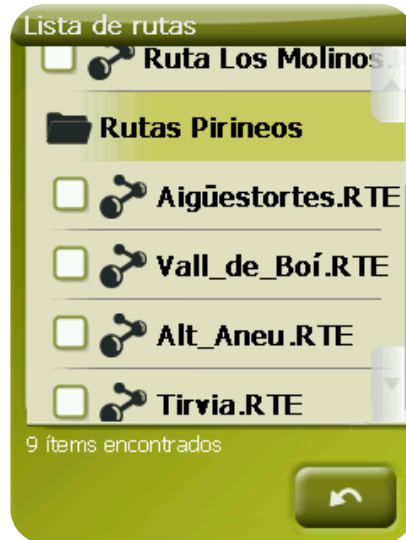 Lista de rutas
Ruta Los Molinos.
Rutas Pirineos
Aigüestortes.RTE
Vall_de_Boí.RTE
Alt_Aneu.RTE
Tirvia.RTE
9 ítems encontrados